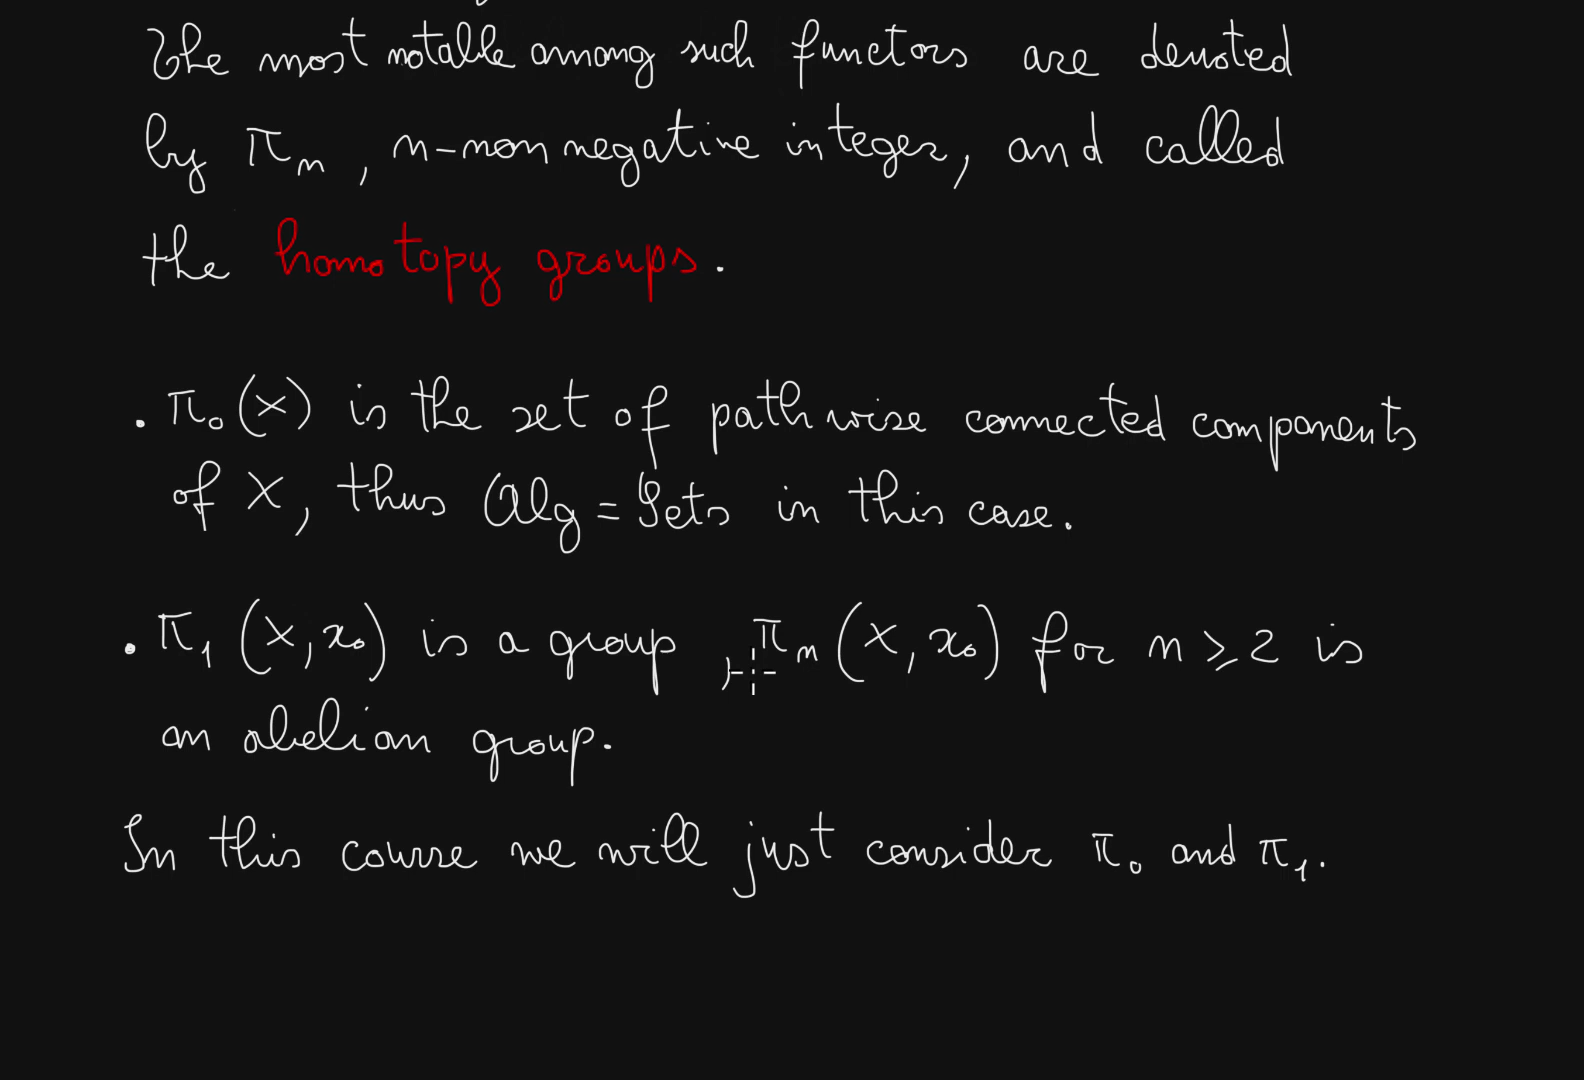 The most notable among such functors are denoted
by πn, n-non negative integer, and called
the homotopy groups.
. π₀(X) is the set of pathwise connected components
of X, thus Alg = Sets in this case.
. π₁ (X, x₀) is a group, πn (X, x₀) for n ⩾ 2 is
an abelian group.
In this course we will just consider π₀ and π₁.